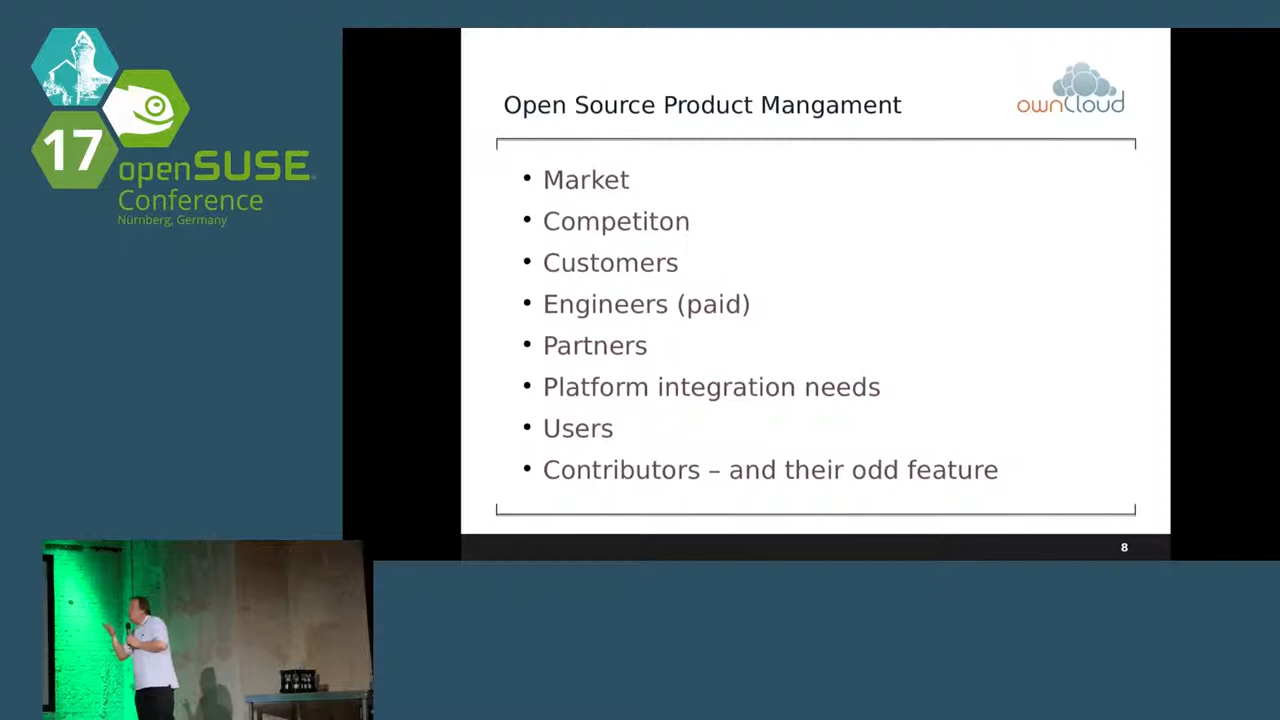 17
openSUSE
Conference
Nürnberg, Germany
Open Source Product Mangament
ownCloud
• Market
• Competiton
• Customers
• Engineers (paid)
• Partners
• Platform integration needs
• Users
• Contributors – and their odd feature
8